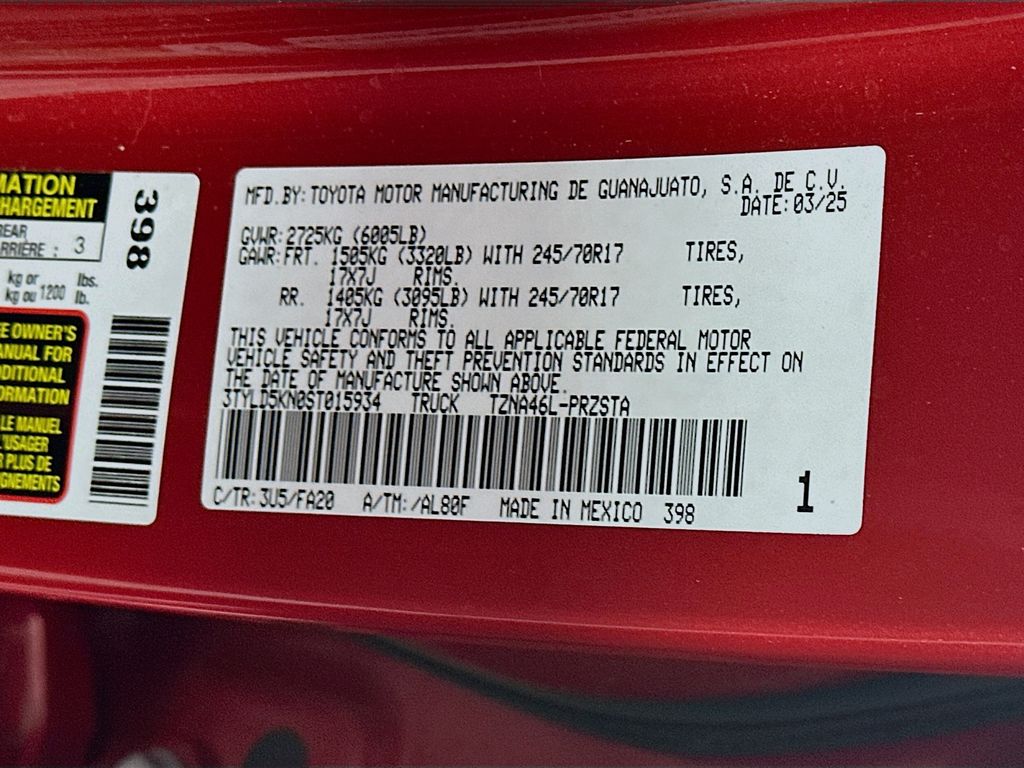 MATION
HARGEMENT
REAR
ARRIÈRE : 3
kg or lbs.
kg ou 1200 lb.
EE OWNER'S
ANUAL FOR
DDITIONAL
ORMATION
LE MANUEL
L'USAGER
R PLUS DE
GNEMENTS
398
MFD.BY:TOYOTA MOTOR MANUFACTURING DE GUANAJUATO, S.A. DE C.V.
DATE:03/25
GVWR:2725KG (6005LB)
GAWR:FRT. 1505KG (3320LB) WITH 245/70R17 TIRES,
17X7J RIMS.
RR. 1405KG (3095LB) WITH 245/70R17 TIRES,
17X7J RIMS.
THIS VEHICLE CONFORMS TO ALL APPLICABLE FEDERAL MOTOR
VEHICLE SAFETY AND THEFT PREVENTION STANDARDS IN EFFECT ON
THE DATE OF MANUFACTURE SHOWN ABOVE.
3TYLD5KN0ST015934 TRUCK TZNA46L-PRZSTA
C/TR:3U5/FA20 A/TM:/AL80F MADE IN MEXICO 398
1